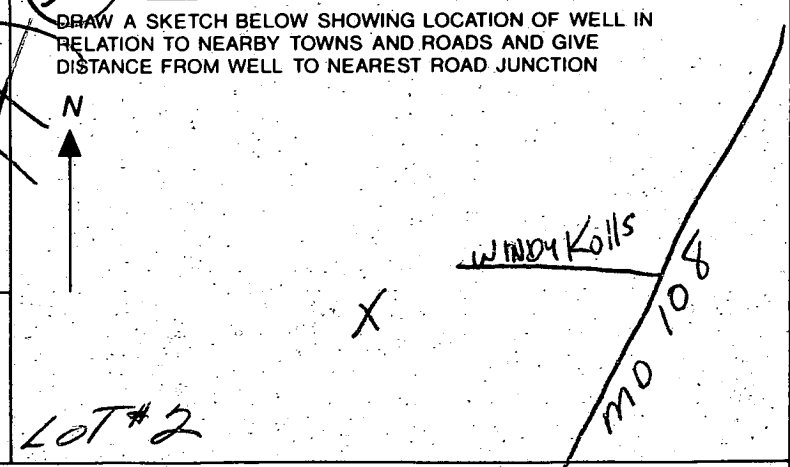 DRAW A SKETCH BELOW SHOWING LOCATION OF WELL IN
RELATION TO NEARBY TOWNS AND ROADS AND GIVE
DISTANCE FROM WELL TO NEAREST ROAD JUNCTION
N
WINDY Kolls
X
MD 108
LOT # 2